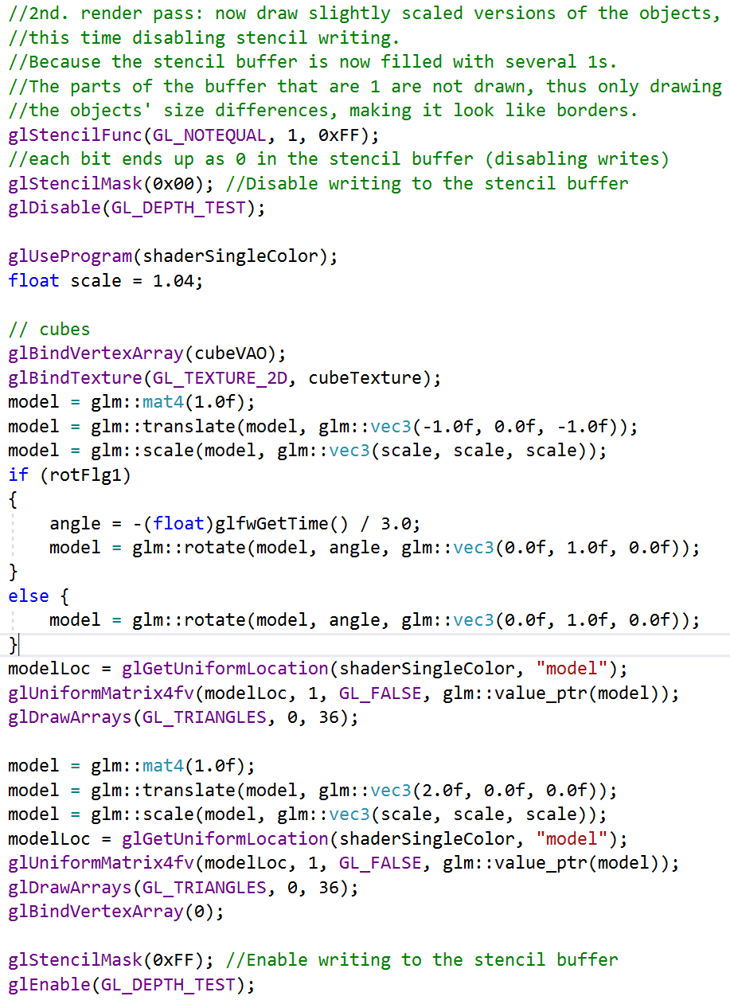 //2nd. render pass: now draw slightly scaled versions of the objects,
//this time disabling stencil writing.
//Because the stencil buffer is now filled with several 1s.
//The parts of the buffer that are 1 are not drawn, thus only drawing
//the objects' size differences, making it look like borders.
glStencilFunc(GL_NOTEQUAL, 1, 0xFF);
//each bit ends up as 0 in the stencil buffer (disabling writes)
glStencilMask(0x00); //Disable writing to the stencil buffer
glDisable(GL_DEPTH_TEST);

glUseProgram(shaderSingleColor);
float scale = 1.04;

// cubes
glBindVertexArray(cubeVAO);
glBindTexture(GL_TEXTURE_2D, cubeTexture);
model = glm::mat4(1.0f);
model = glm::translate(model, glm::vec3(-1.0f, 0.0f, -1.0f));
model = glm::scale(model, glm::vec3(scale, scale, scale));
if (rotFlg1)
{
    angle = -(float)glfwGetTime() / 3.0;
    model = glm::rotate(model, angle, glm::vec3(0.0f, 1.0f, 0.0f));
}
else {
    model = glm::rotate(model, angle, glm::vec3(0.0f, 1.0f, 0.0f));
}
modelLoc = glGetUniformLocation(shaderSingleColor, "model");
glUniformMatrix4fv(modelLoc, 1, GL_FALSE, glm::value_ptr(model));
glDrawArrays(GL_TRIANGLES, 0, 36);

model = glm::mat4(1.0f);
model = glm::translate(model, glm::vec3(2.0f, 0.0f, 0.0f));
model = glm::scale(model, glm::vec3(scale, scale, scale));
modelLoc = glGetUniformLocation(shaderSingleColor, "model");
glUniformMatrix4fv(modelLoc, 1, GL_FALSE, glm::value_ptr(model));
glDrawArrays(GL_TRIANGLES, 0, 36);
glBindVertexArray(0);

glStencilMask(0xFF); //Enable writing to the stencil buffer
glEnable(GL_DEPTH_TEST);